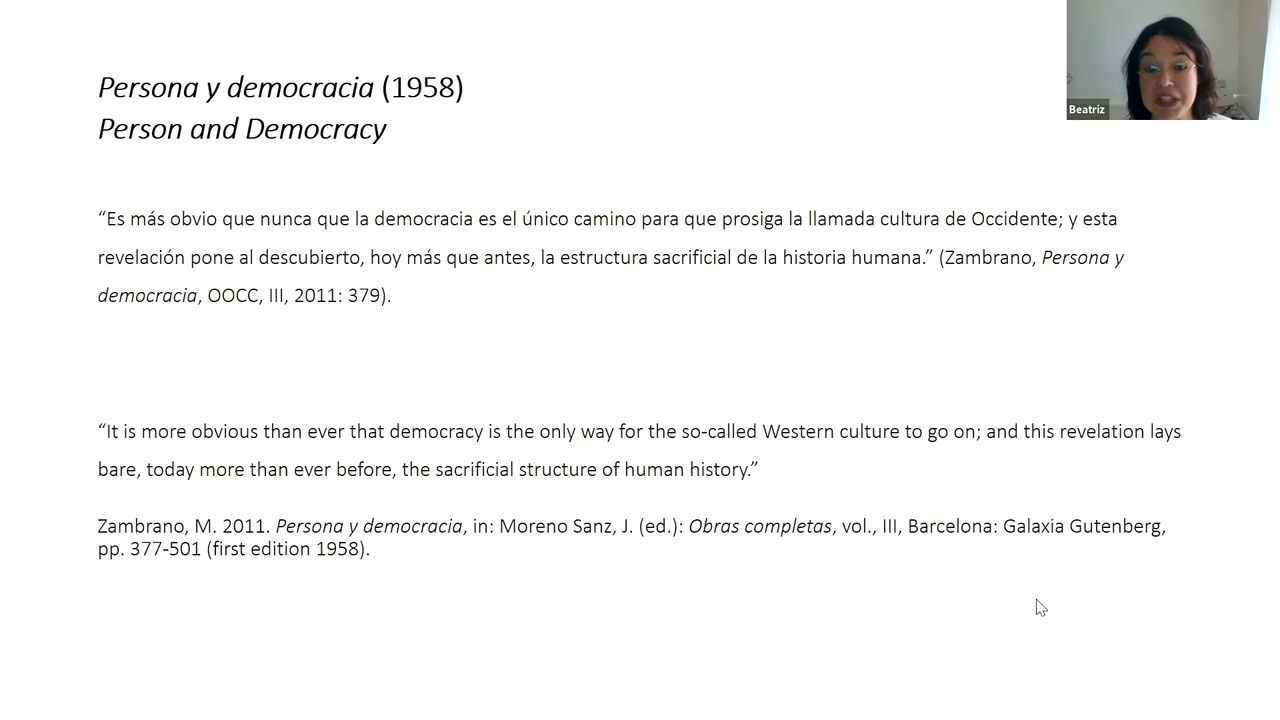 Persona y democracia (1958)
Person and Democracy
Beatriz
“Es más obvio que nunca que la democracia es el único camino para que prosiga la llamada cultura de Occidente; y esta
revelación pone al descubierto, hoy más que antes, la estructura sacrificial de la historia humana.” (Zambrano, Persona y
democracia, OOCC, III, 2011: 379).
“It is more obvious than ever that democracy is the only way for the so-called Western culture to go on; and this revelation lays
bare, today more than ever before, the sacrificial structure of human history.”
Zambrano, M. 2011. Persona y democracia, in: Moreno Sanz, J. (ed.): Obras completas, vol., III, Barcelona: Galaxia Gutenberg,
pp. 377-501 (first edition 1958).